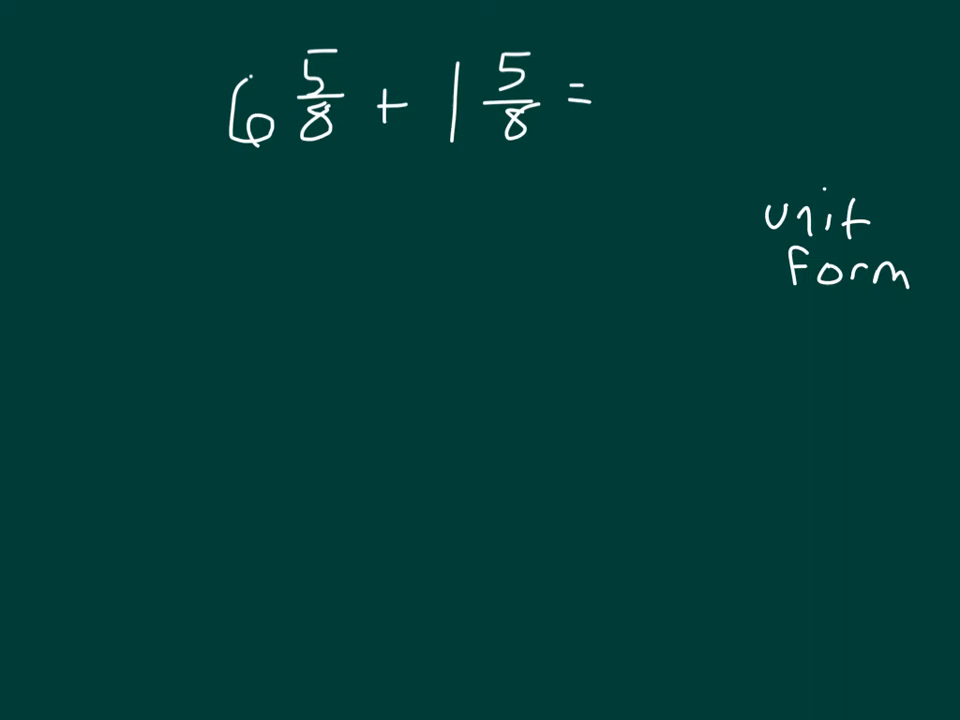 6 5/8 + 1 5/8 =
unit
form